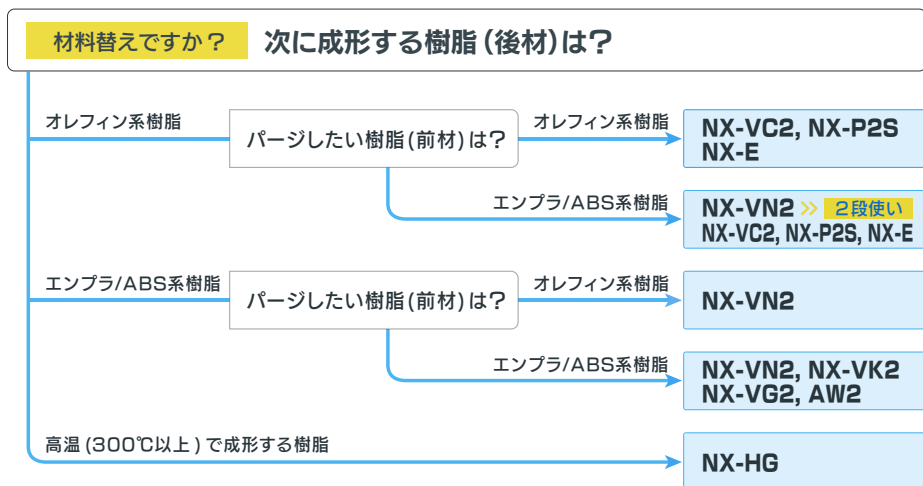 材料替えですか? 次に成形する樹脂(後材)は?
オレフィン系樹脂
パージしたい樹脂(前材)は?
オレフィン系樹脂
NX-VC2, NX-P2S
NX-E
エンプラ/ABS系樹脂
NX-VN2 » 2段使い
NX-VC2, NX-P2S, NX-E
エンプラ/ABS系樹脂
パージしたい樹脂(前材)は?
オレフィン系樹脂
NX-VN2
エンプラ/ABS系樹脂
NX-VN2, NX-VK2
NX-VG2, AW2
高温(300℃以上)で成形する樹脂
NX-HG